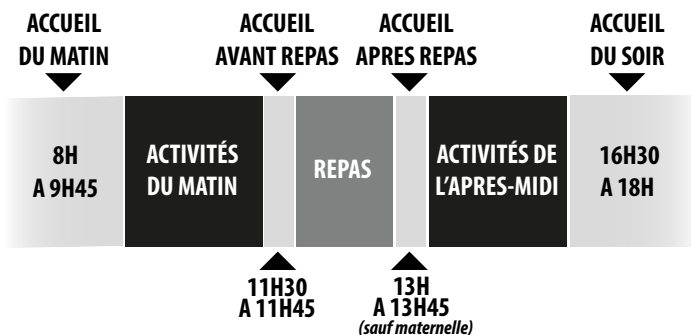 ACCUEIL
DU MATIN
ACCUEIL
AVANT REPAS
ACCUEIL
APRES REPAS
ACCUEIL
DU SOIR
8H
A 9H45
ACTIVITÉS
DU MATIN
REPAS
ACTIVITÉS DE
L'APRES-MIDI
16H30
A 18H
11H30
A 11H45
13H
A 13H45
(sauf maternelle)